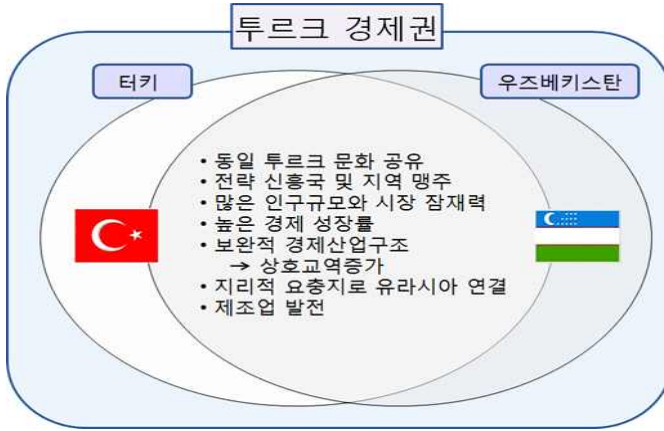 투르크 경제권
터키
우즈베키스탄
• 동일 투르크 문화 공유
• 전략 신흥국 및 지역 맹주
• 많은 인구규모와 시장 잠재력
• 높은 경제 성장률
• 보완적 경제산업구조
→ 상호교역증가
• 지리적 요충지로 유라시아 연결
• 제조업 발전